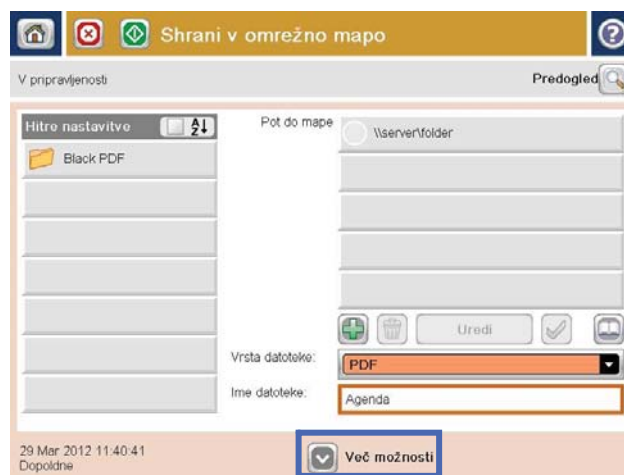 Shrani v omrežno mapo
V pripravljenosti
Predogled
Hitre nastavitve
Black PDF
Pot do mape
\\server\folder
Uredi
Vrsta datoteke:
PDF
Ime datoteke:
Agenda
29 Mar 2012 11:40:41
Dopoldne
Več možnosti